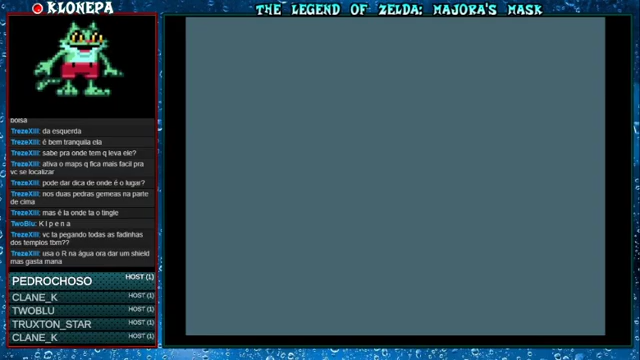 KLONEPA
THE LEGEND OF ZELDA: MAJORA'S MASK
bolsa
TrezeXIII: da esquerda
TrezeXIII: é bem tranquila ela
TrezeXIII: sabe pra onde tem q leva ele?
TrezeXIII: ativa o maps q fica mais facil pra
vc se localizar
TrezeXIII: pode dar dica de onde é o lugar?
TrezeXIII: nos duas pedras gemeas na parte
de cima
TrezeXIII: mas é la onde ta o tingle
TwoBlu: K l p e n a
TrezeXIII: vc ta pegando todas as fadinhas
dos templos tbm??
TrezeXIII: usa o R na água ora dar um shield
mas gasta mana
PEDROCHOSO HOST (1)
CLANE_K HOST (1)
TWOBLU HOST (1)
TRUXTON_STAR HOST (1)
CLANE_K HOST (1)